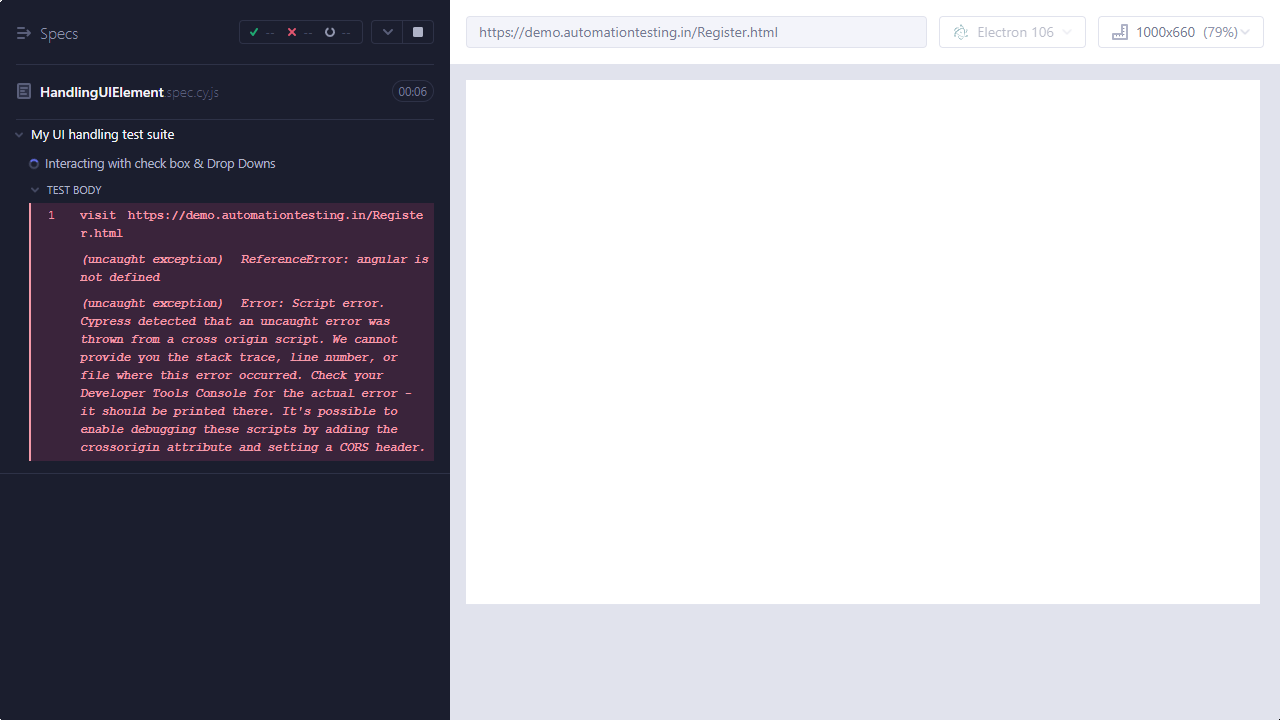 Specs
--
--
--
https://demo.automationtesting.in/Register.html
Electron 106
1000x660 (79%)
HandlingUIElement spec.cy.js
00:06
My UI handling test suite
Interacting with check box & Drop Downs
TEST BODY
1 visit https://demo.automationtesting.in/Registe
r.html
(uncaught exception) ReferenceError: angular is
not defined
(uncaught exception) Error: Script error.
Cypress detected that an uncaught error was
thrown from a cross origin script. We cannot
provide you the stack trace, line number, or
file where this error occurred. Check your
Developer Tools Console for the actual error -
it should be printed there. It's possible to
enable debugging these scripts by adding the
crossorigin attribute and setting a CORS header.